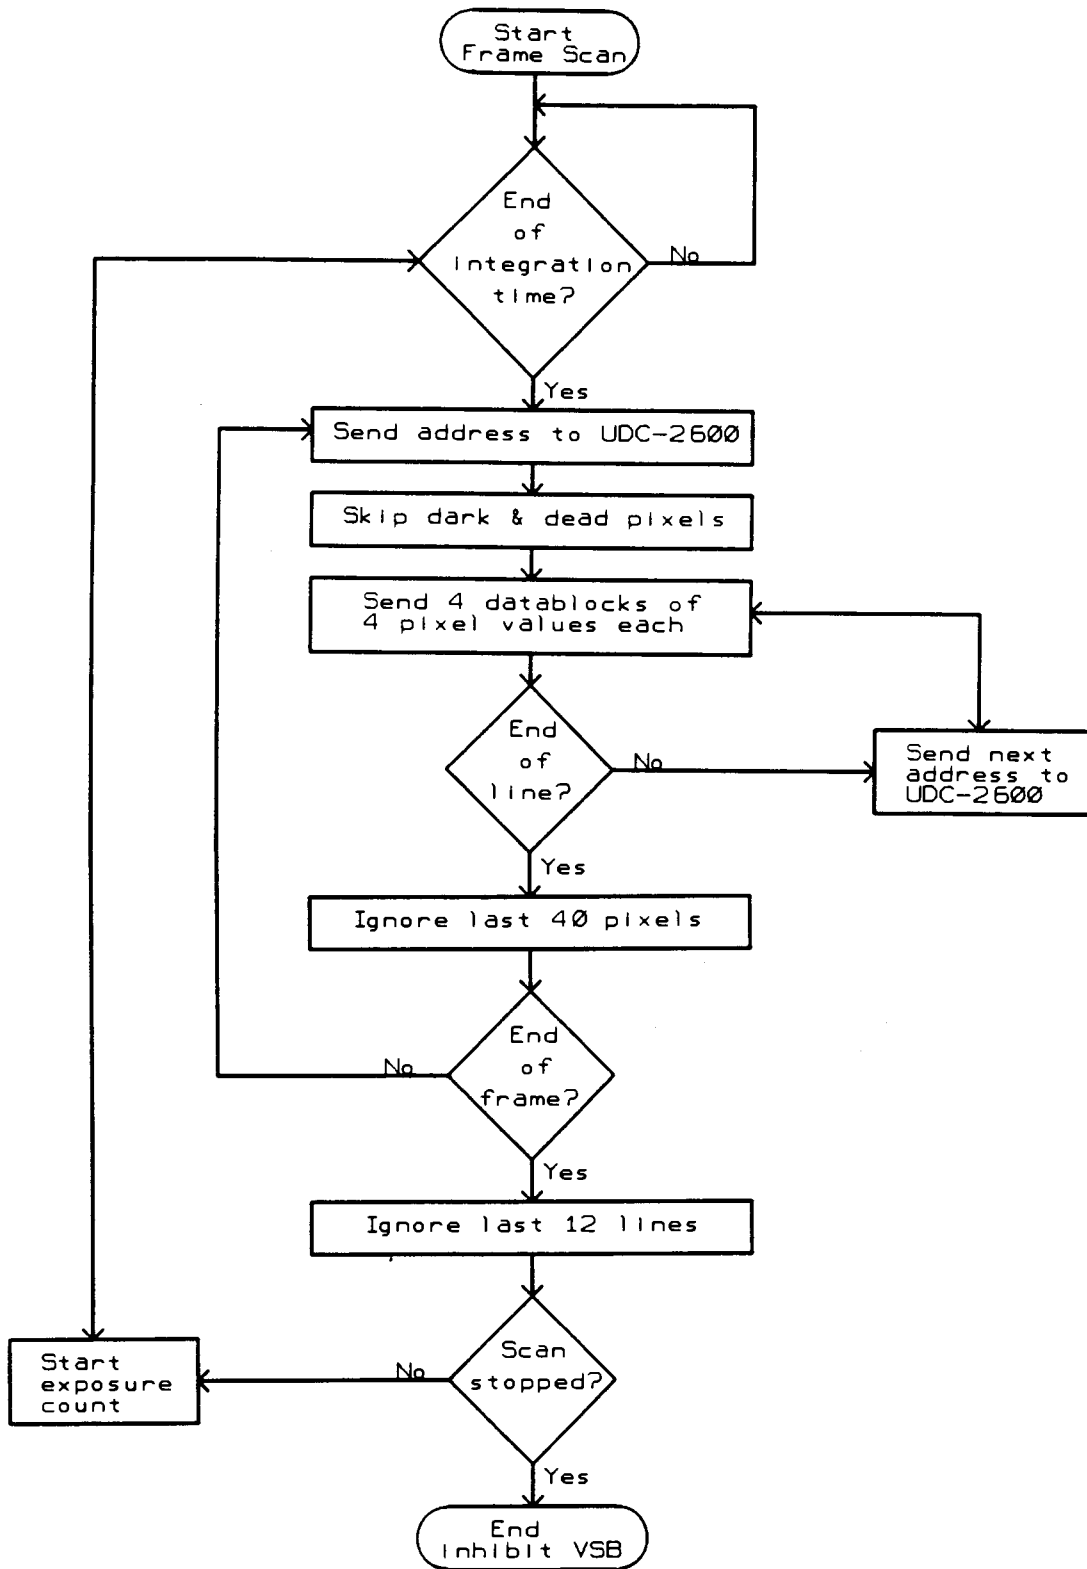 Start
Frame Scan
End
of
integration
time?
No
Yes
Send address to UDC-2600
Skip dark & dead pixels
Send 4 datablocks of
4 pixel values each
End
of
line?
No
Send next
address to
UDC-2600
Yes
Ignore last 40 pixels
End
of
frame?
No
Yes
Ignore last 12 lines
Scan
stopped?
No
Start
exposure
count
Yes
End
inhibit VSB